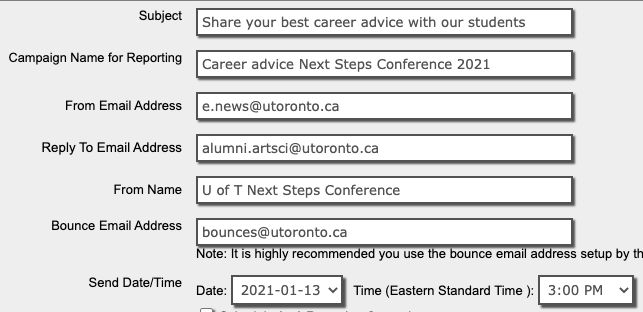 Subject Share your best career advice with our students
Campaign Name for Reporting Career advice Next Steps Conference 2021
From Email Address e.news@utoronto.ca
Reply To Email Address alumni.artsci@utoronto.ca
From Name U of T Next Steps Conference
Bounce Email Address bounces@utoronto.ca
Note: It is highly recommended you use the bounce email address setup by th
Send Date/Time Date: 2021-01-13 Time (Eastern Standard Time ): 3:00 PM